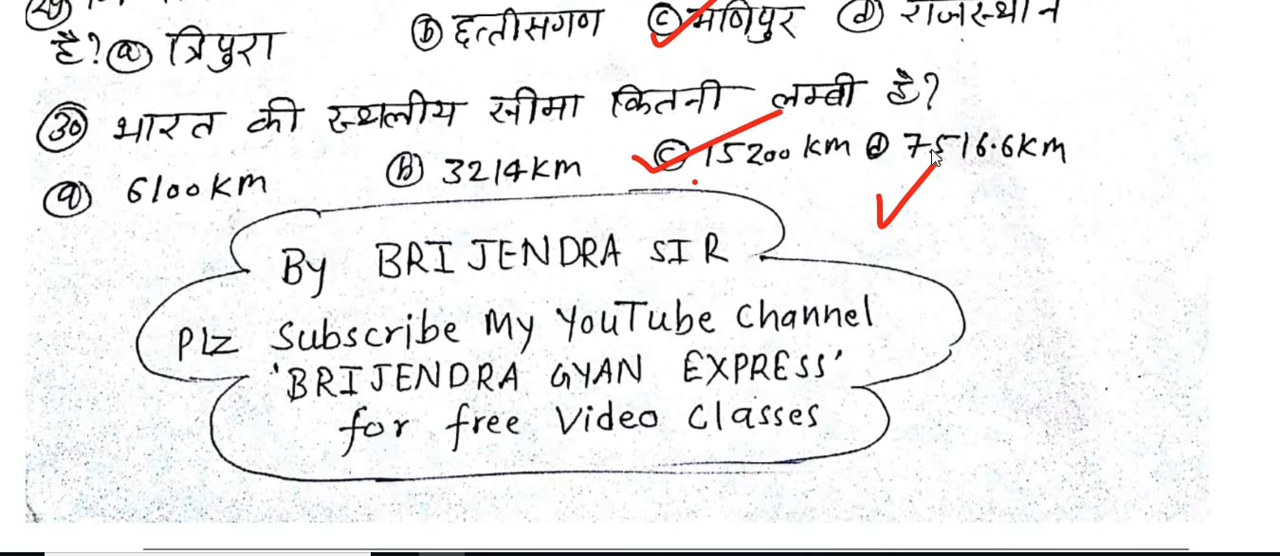 है? (a) त्रिपुरा (b) छत्तीसगण (c) मणिपुर (d) राजस्थान
(30) भारत की स्थलीय सीमा कितनी लम्बी है?
(a) 6100 km (b) 3214 km (c) 15200 km (d) 7516.6 km
By BRIJENDRA SIR
Plz Subscribe My YouTube Channel
'BRIJENDRA GYAN EXPRESS'
for free Video Classes